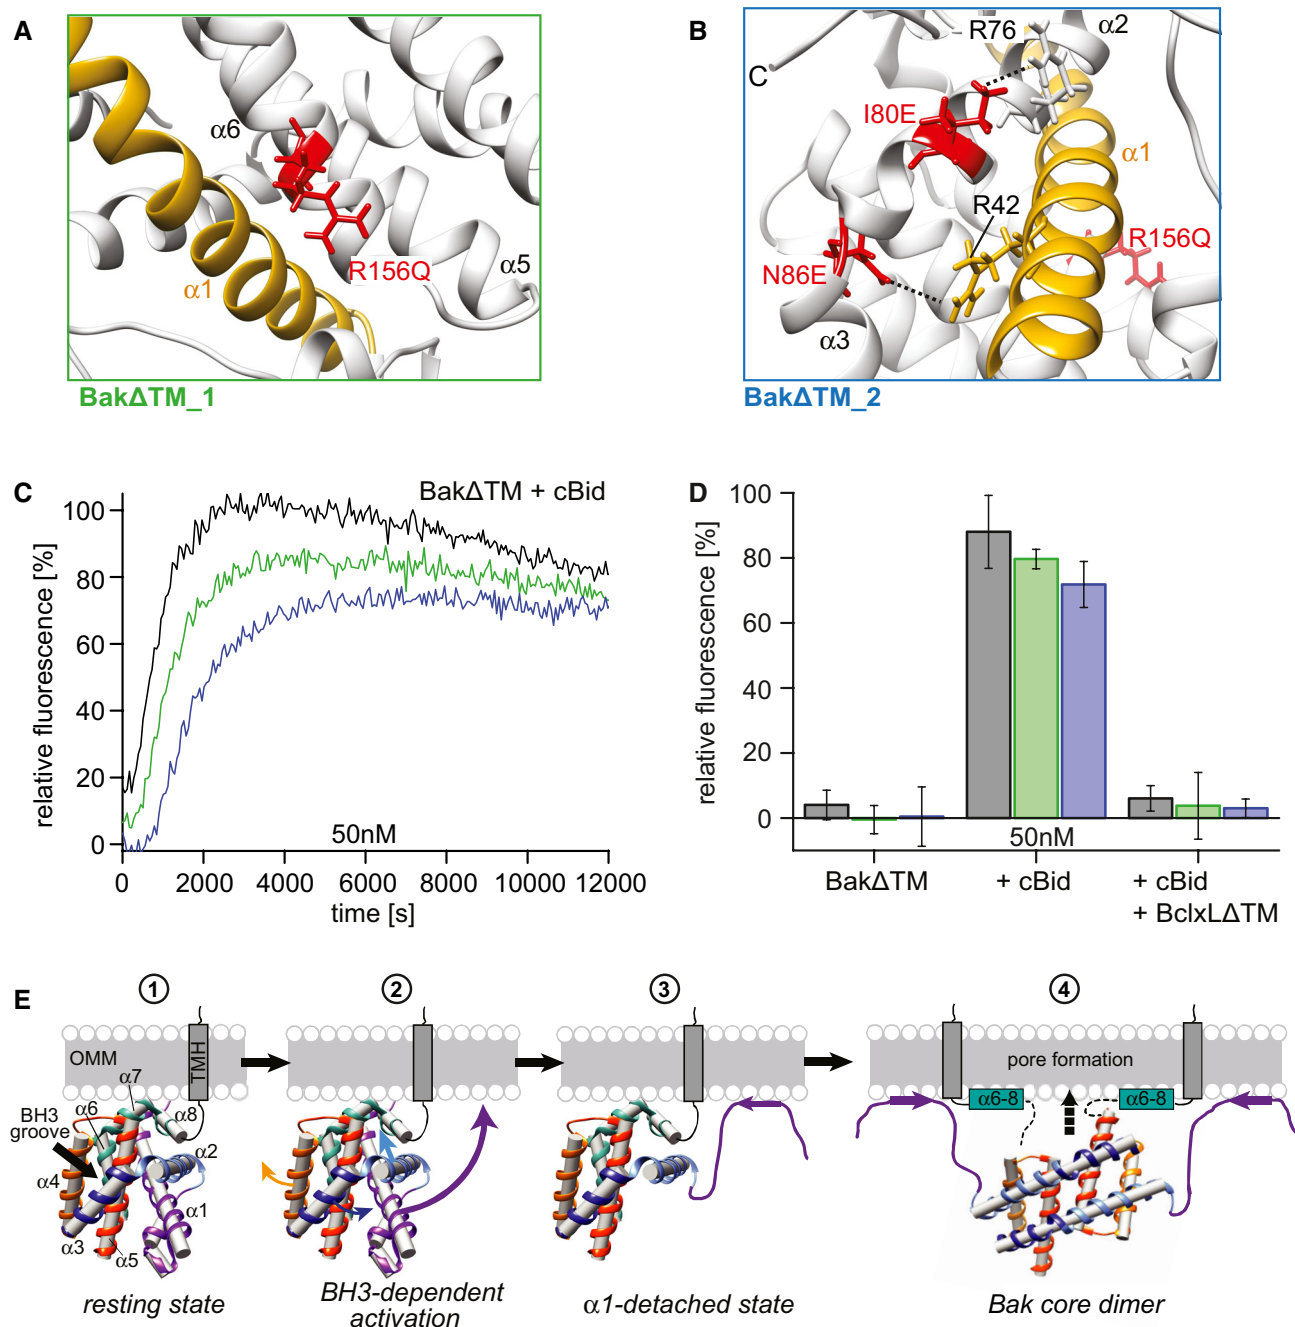 A
α6
α1
R156Q
α5
BakΔTM_1
B
R76
α2
C
I80E
α1
R42
R156Q
N86E
α3
BakΔTM_2
C
BakΔTM + cBid
relative fluorescence [%]
100
80
60
40
20
0
50nM
0 2000 4000 6000 8000 10000 12000
time [s]
D
relative fluorescence [%]
100
80
60
40
20
0
50nM
BakΔTM
+ cBid
+ cBid
+ BclxLΔTM
E
1
OMM
TMH
α7
α6
α8
BH3
groove
α2
α4
α1
α3
α5
resting state
2
BH3-dependent
activation
3
α1-detached state
4
pore formation
α6-8
α6-8
Bak core dimer